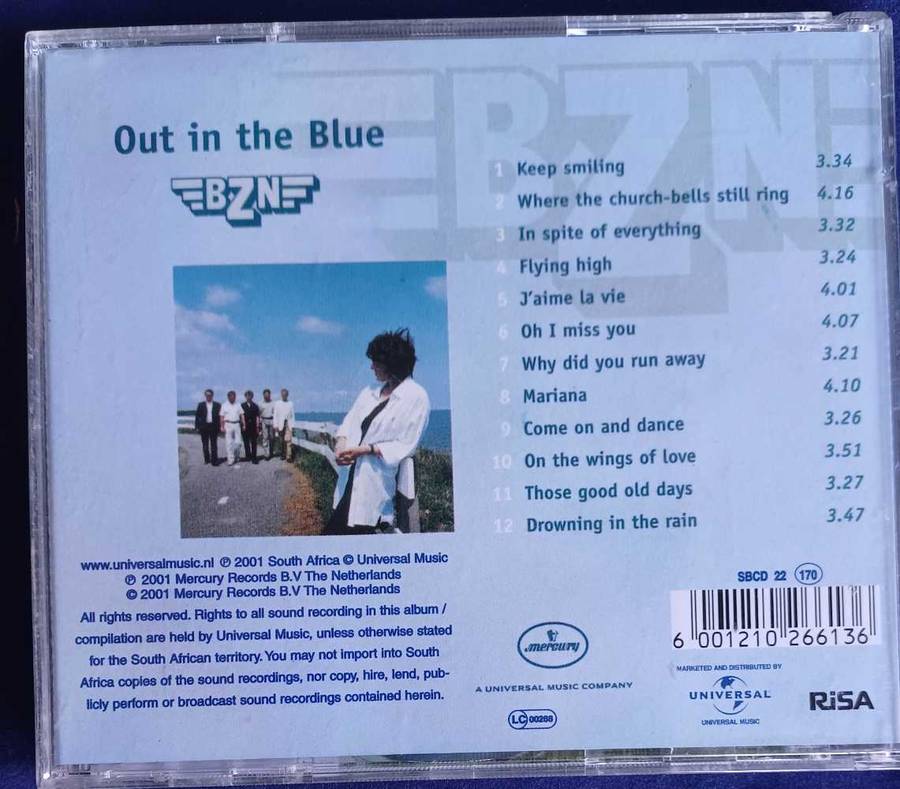 Out in the Blue
BZN
BZN
1 Keep smiling 3.34
2 Where the church-bells still ring 4.16
3 In spite of everything 3.32
4 Flying high 3.24
5 J'aime la vie 4.01
6 Oh I miss you 4.07
7 Why did you run away 3.21
8 Mariana 4.10
9 Come on and dance 3.26
10 On the wings of love 3.51
11 Those good old days 3.27
12 Drowning in the rain 3.47
www.universalmusic.nl ℗ 2001 South Africa © Universal Music
℗ 2001 Mercury Records B.V The Netherlands
© 2001 Mercury Records B.V The Netherlands
All rights reserved. Rights to all sound recording in this album /
compilation are held by Universal Music, unless otherwise stated
for the South African territory. You may not import into South
Africa copies of the sound recordings, nor copy, hire, lend, pub-
licly perform or broadcast sound recordings contained herein.
mercury
A UNIVERSAL MUSIC COMPANY
LC 00268
SBCD 22 170
6 001210 266136
MARKETED AND DISTRIBUTED BY
UNIVERSAL
UNIVERSAL MUSIC
RiSA